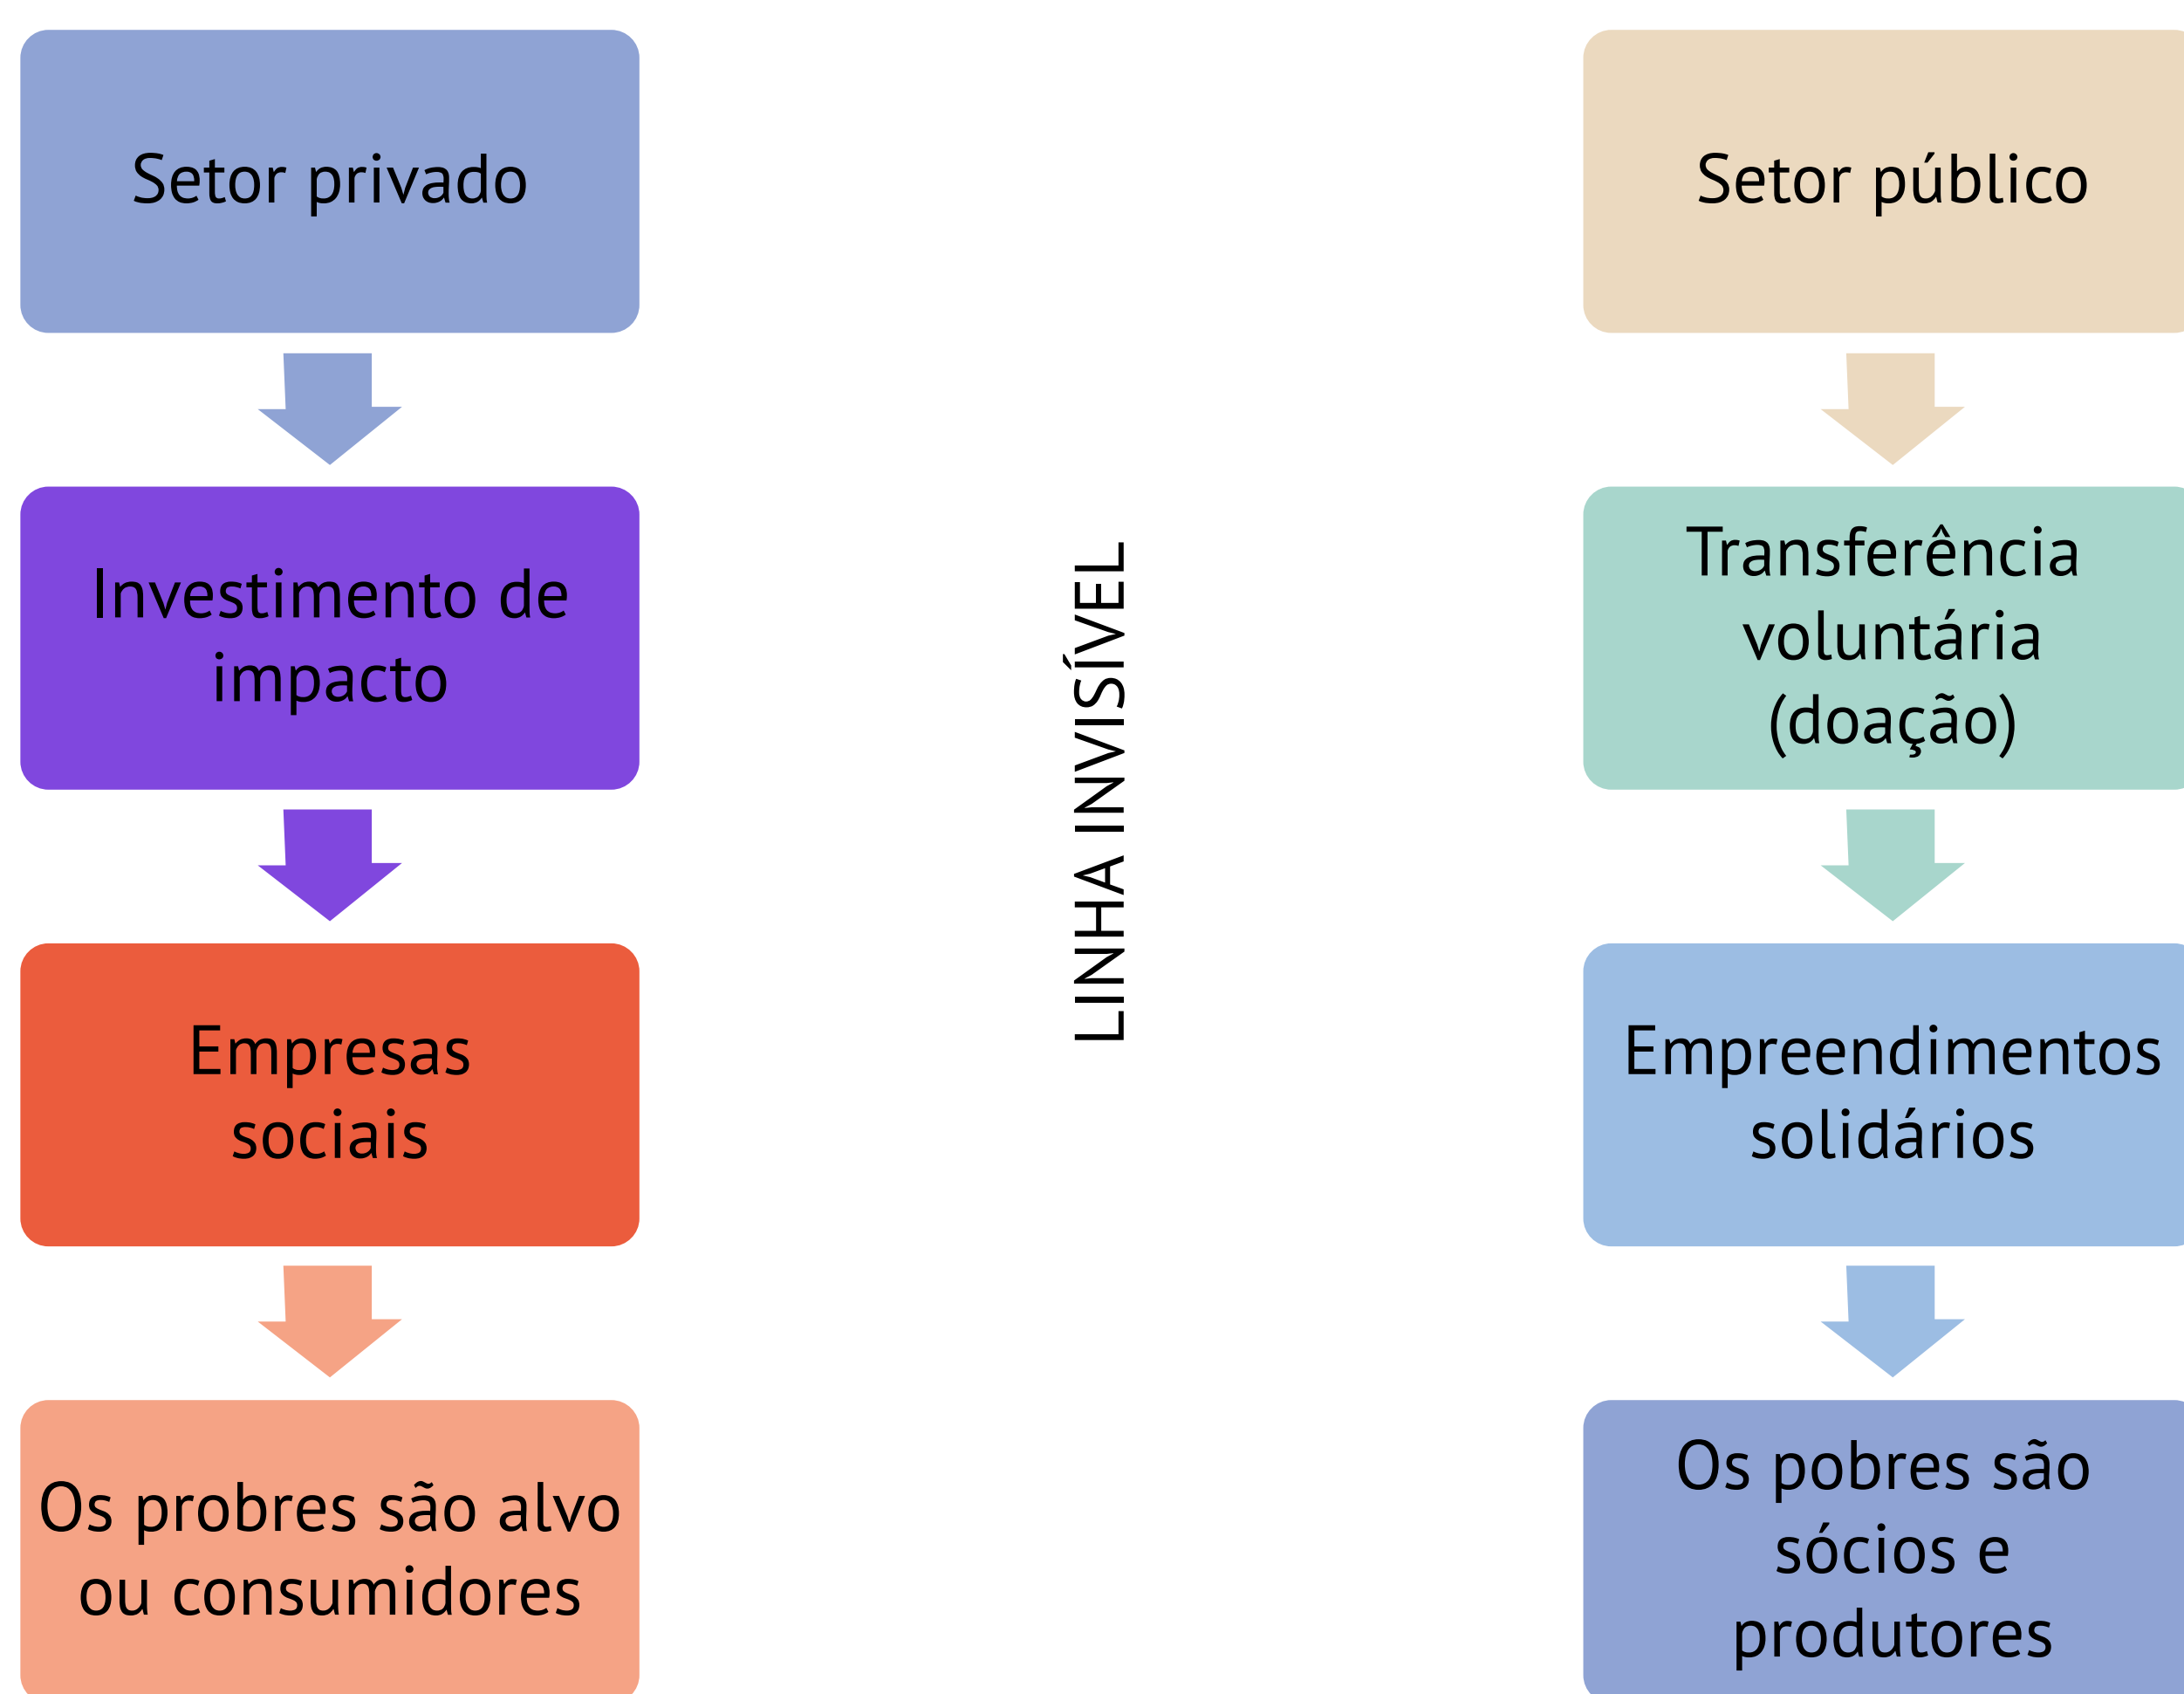 Setor privado
Investimento de
impacto
Empresas
sociais
Os probres são alvo
ou consumidores
LINHA INVISÍVEL
Setor público
Transferência
voluntária
(doação)
Empreendimentos
solidários
Os pobres são
sócios e
produtores